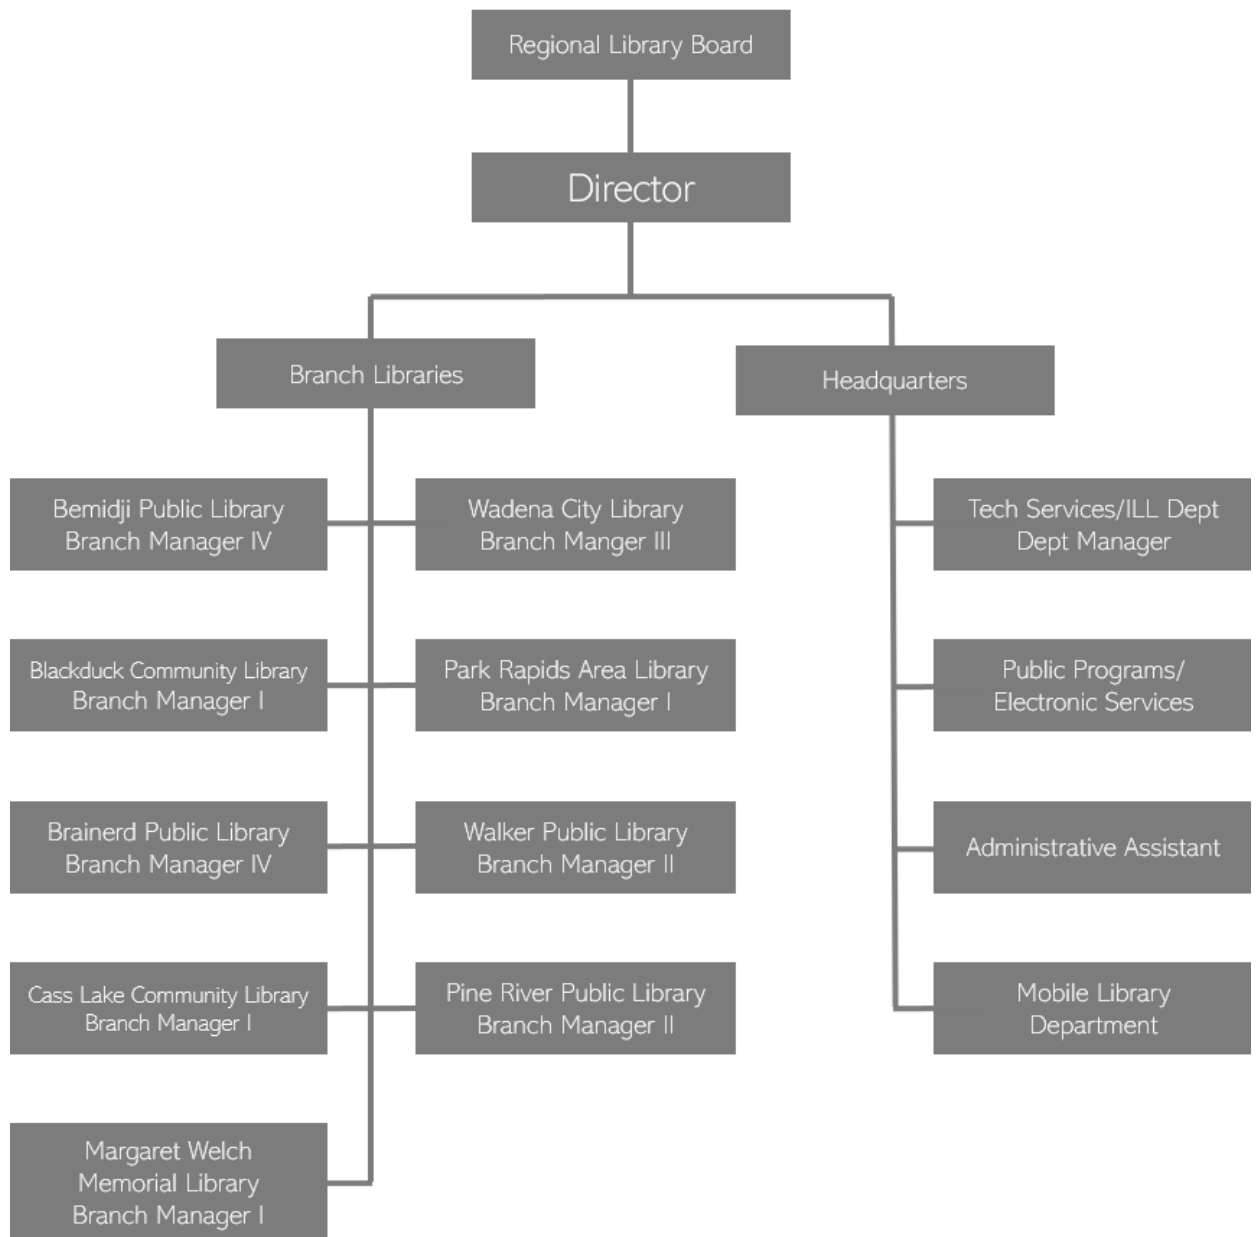 Regional Library Board
Director
Branch Libraries
Headquarters
Bemidji Public Library
Branch Manager IV
Wadena City Library
Branch Manger III
Tech Services/ILL Dept
Dept Manager
Blackduck Community Library
Branch Manager I
Park Rapids Area Library
Branch Manager I
Public Programs/
Electronic Services
Brainerd Public Library
Branch Manager IV
Walker Public Library
Branch Manager II
Administrative Assistant
Cass Lake Community Library
Branch Manager I
Pine River Public Library
Branch Manager II
Mobile Library
Department
Margaret Welch
Memorial Library
Branch Manager I